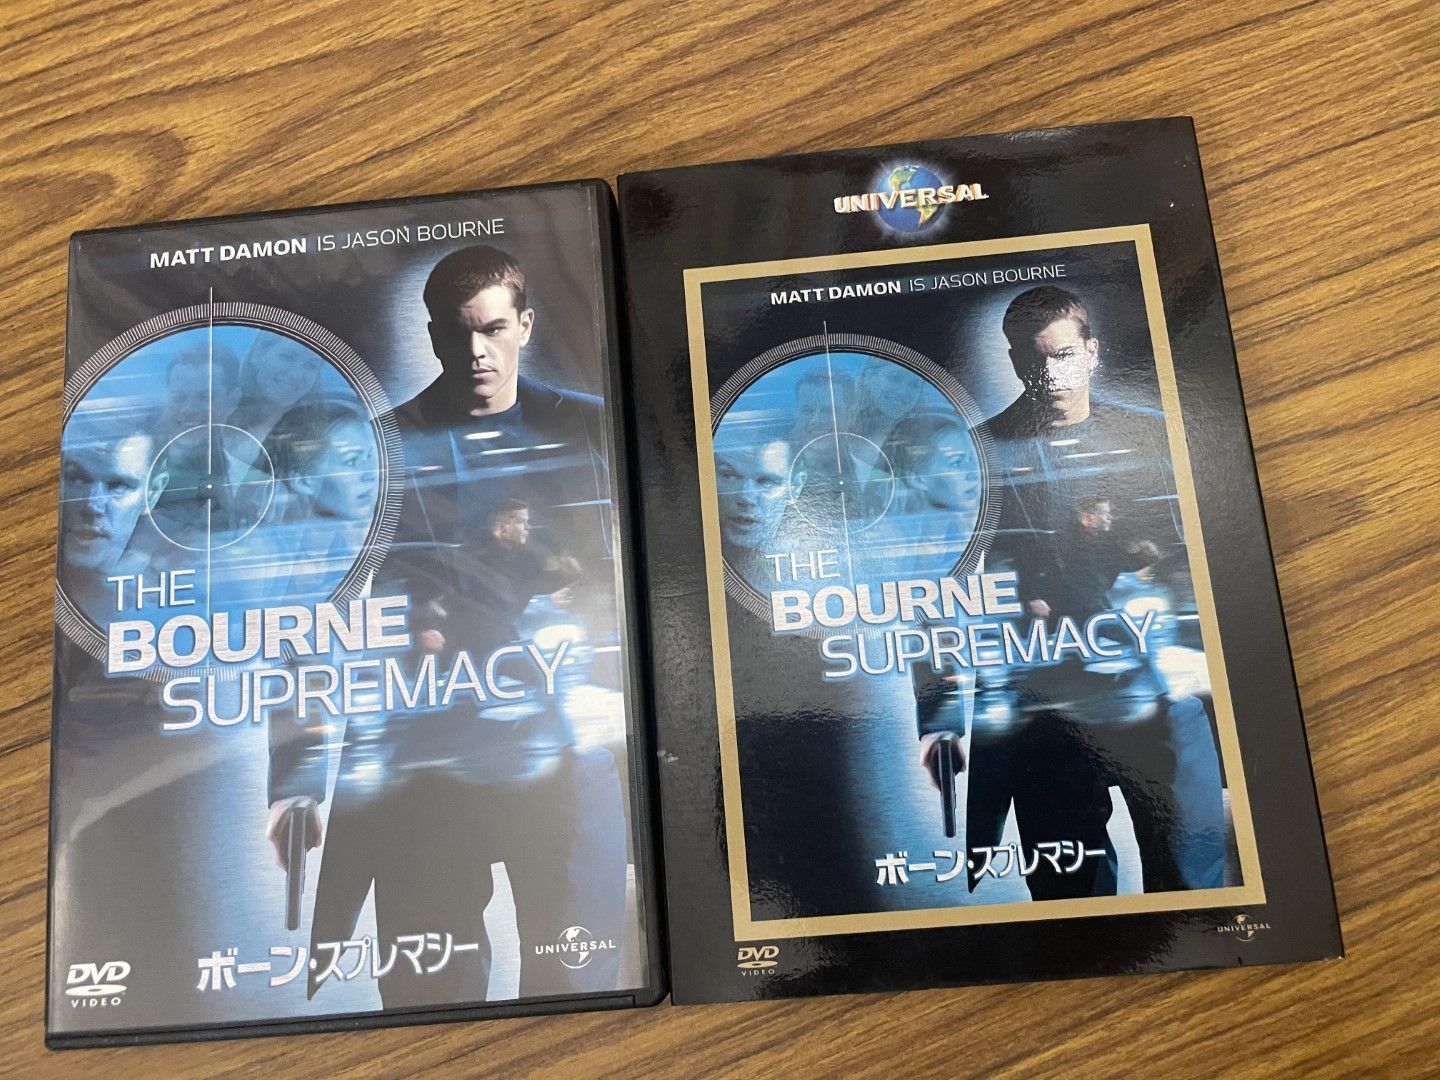 MATT DAMON IS JASON BOURNE
THE
BOURNE
SUPREMACY
ボーン・スプレマシー
DVD
VIDEO
UNIVERSAL
UNIVERSAL
MATT DAMON IS JASON BOURNE
THE
BOURNE
SUPREMACY
ボーン・スプレマシー
DVD
VIDEO
UNIVERSAL